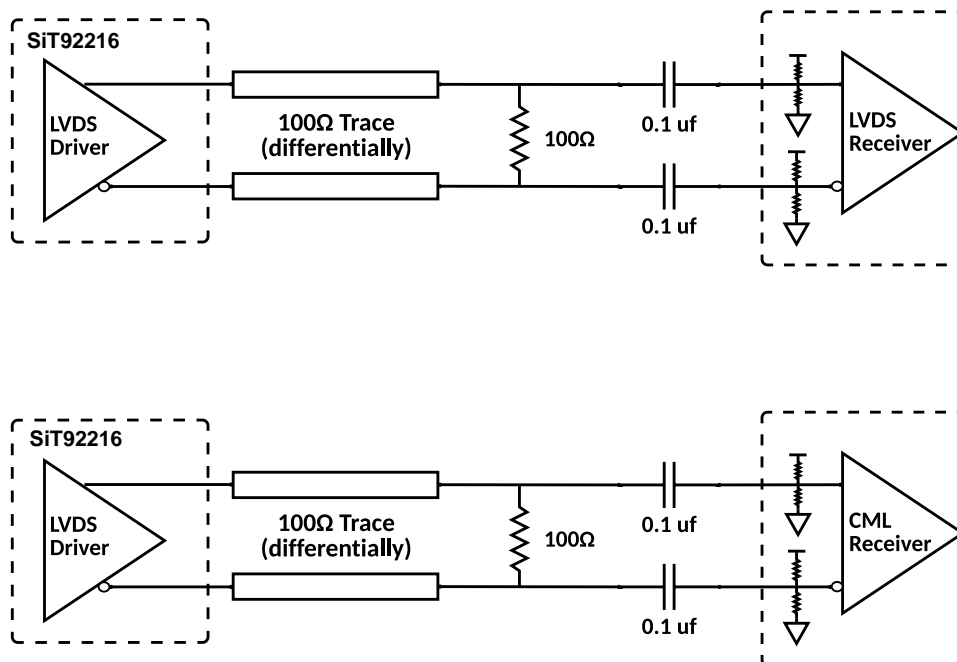 SiT92216
LVDS
Driver
100Ω Trace
(differentially)
100Ω
0.1 uf
0.1 uf
LVDS
Receiver
SiT92216
LVDS
Driver
100Ω Trace
(differentially)
100Ω
0.1 uf
0.1 uf
CML
Receiver